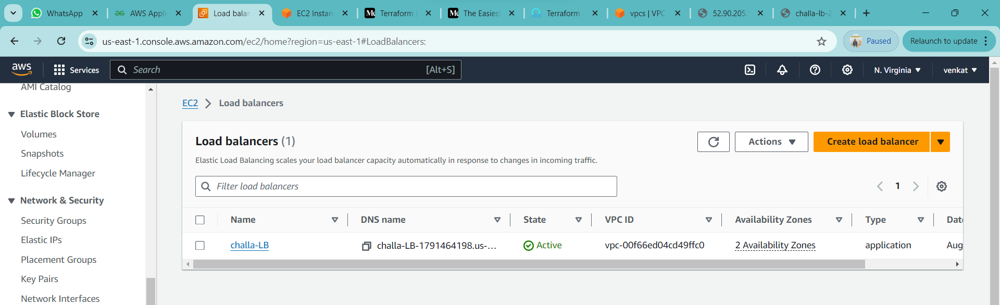 WhatsApp
AWS Appli
Load balan
EC2 Instan
Terraform
The Easiest
Terraform
vpcs | VPC
52.90.205.
challa-lb-2
us-east-1.console.aws.amazon.com/ec2/home?region=us-east-1#LoadBalancers:
Paused
Relaunch to update
aws
Services
Search
[Alt+S]
N. Virginia
venkat
AMI Catalog
Elastic Block Store
Volumes
Snapshots
Lifecycle Manager
Network & Security
Security Groups
Elastic IPs
Placement Groups
Key Pairs
Network Interfaces
EC2
Load balancers
Load balancers (1)
Actions
Create load balancer
Elastic Load Balancing scales your load balancer capacity automatically in response to changes in incoming traffic.
Filter load balancers
1
Name DNS name State VPC ID Availability Zones Type Date
challa-LB challa-LB-1791464198.us-... Active vpc-00f66ed04cd49ffc0 2 Availability Zones application Aug